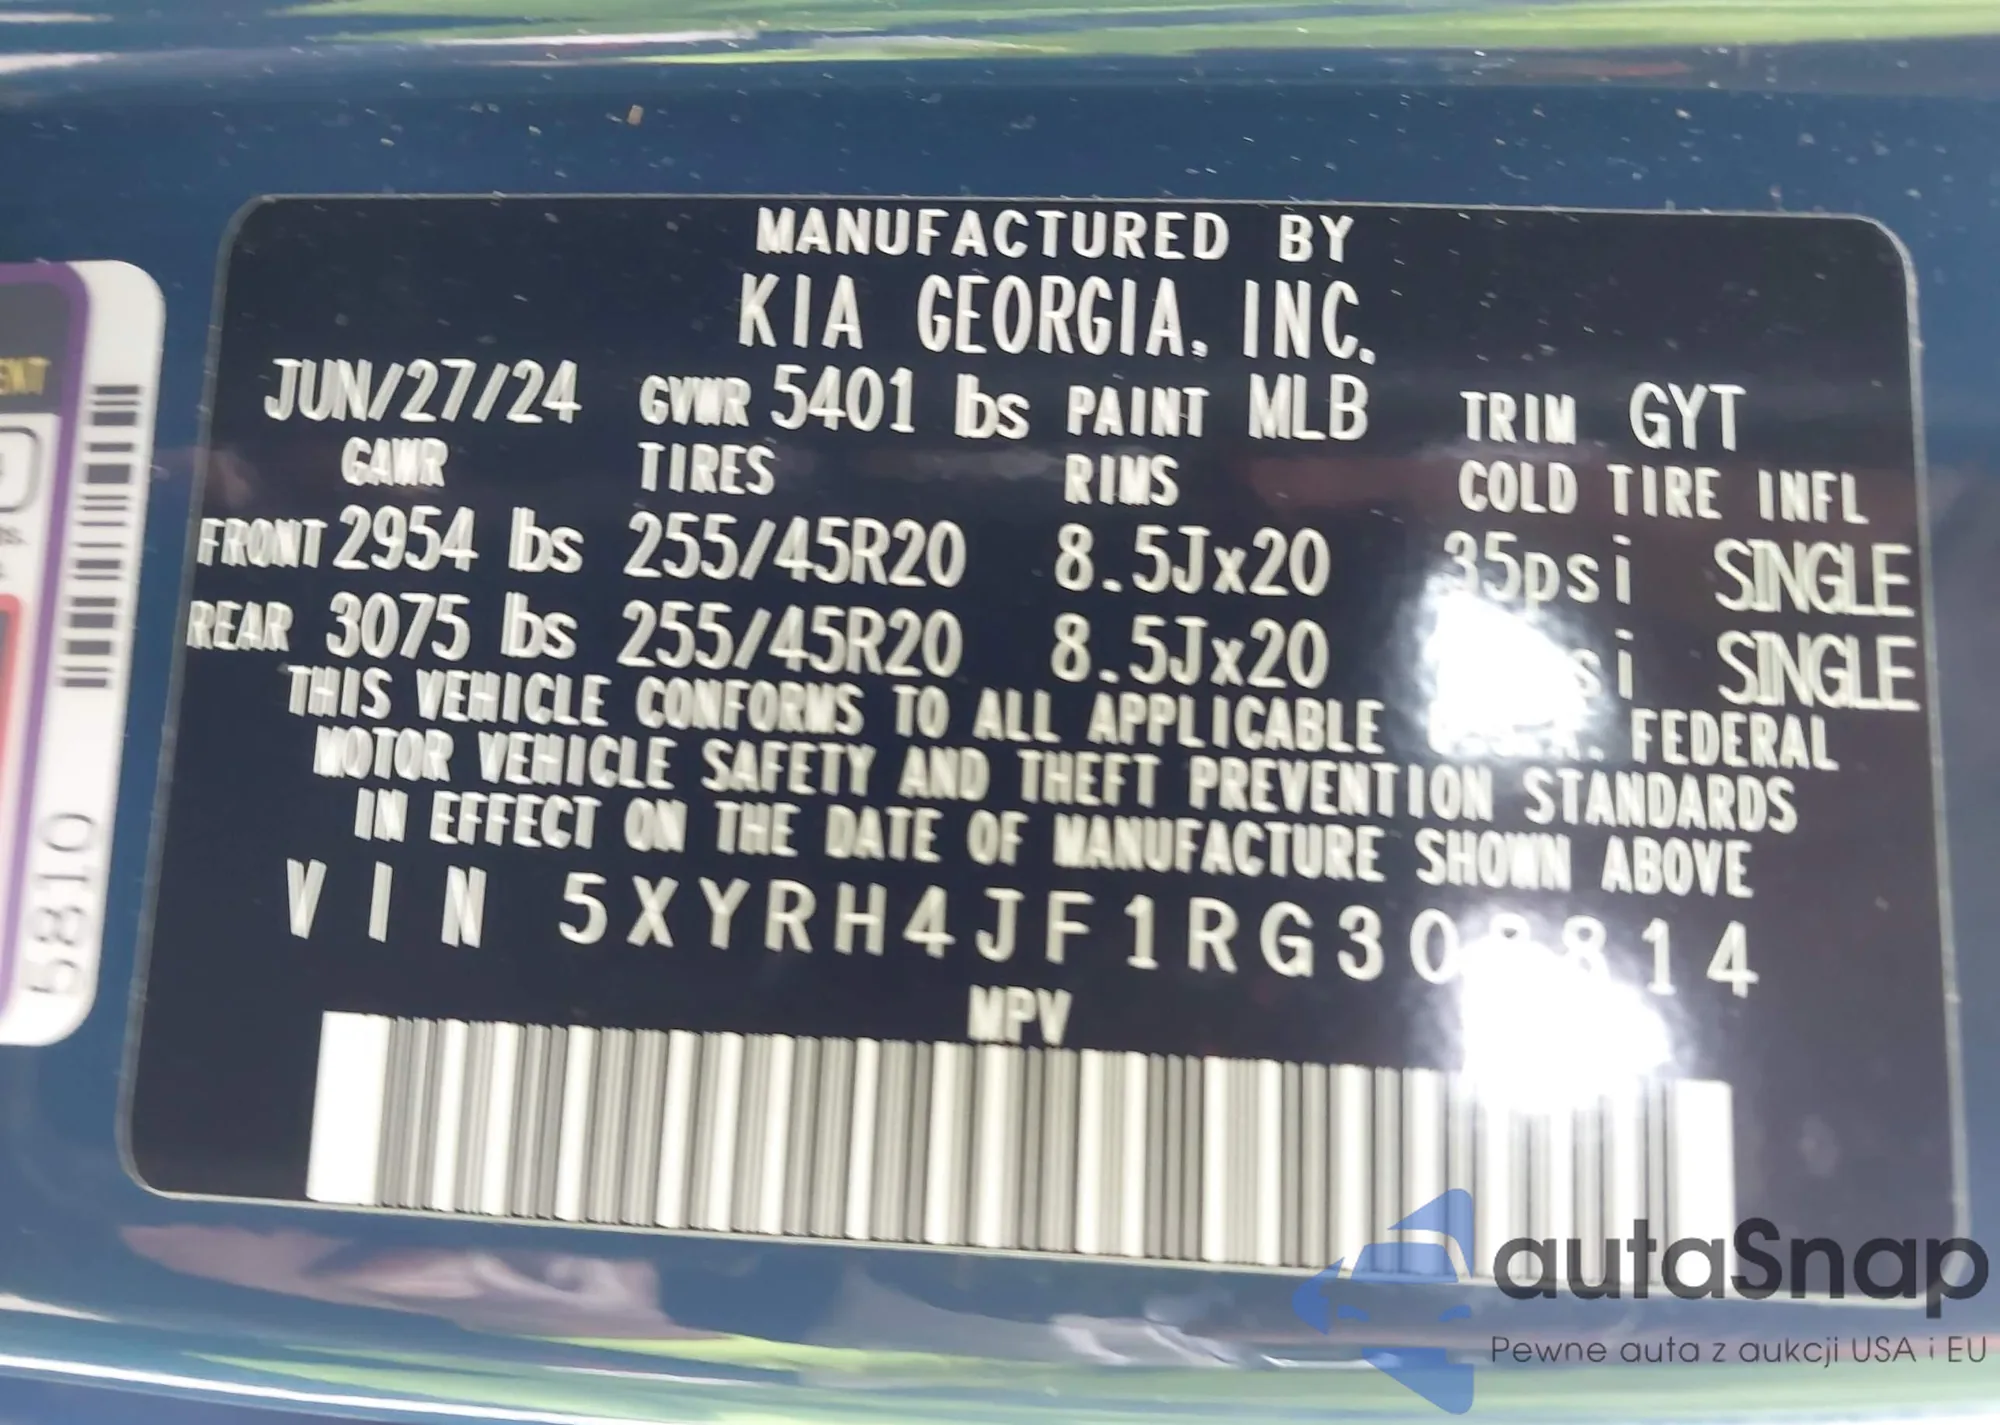 MANUFACTURED BY
KIA GEORGIA, INC.
JUN/27/24 GVWR 5401 lbs PAINT MLB TRIM GYT
GAWR TIRES RIMS COLD TIRE INFL
FRONT 2954 lbs 255/45R20 8.5Jx20 35psi SINGLE
REAR 3075 lbs 255/45R20 8.5Jx20 SINGLE
THIS VEHICLE CONFORMS TO ALL APPLICABLE FEDERAL
MOTOR VEHICLE SAFETY AND THEFT PREVENTION STANDARDS
IN EFFECT ON THE DATE OF MANUFACTURE SHOWN ABOVE
VIN
MPV
5810
autaSnap
Pewne auta z aukcji USA i EU